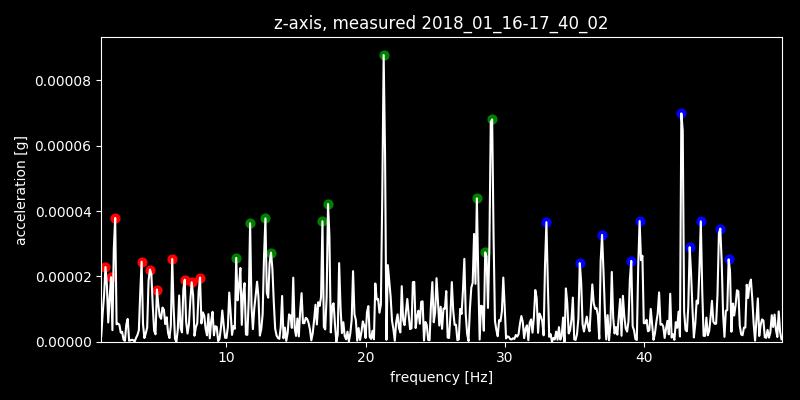 z-axis, measured 2018_01_16-17_40_02
0.00008
0.00006
0.00004
0.00002
0.00000
acceleration [g]
10 20 30 40
frequency [Hz]